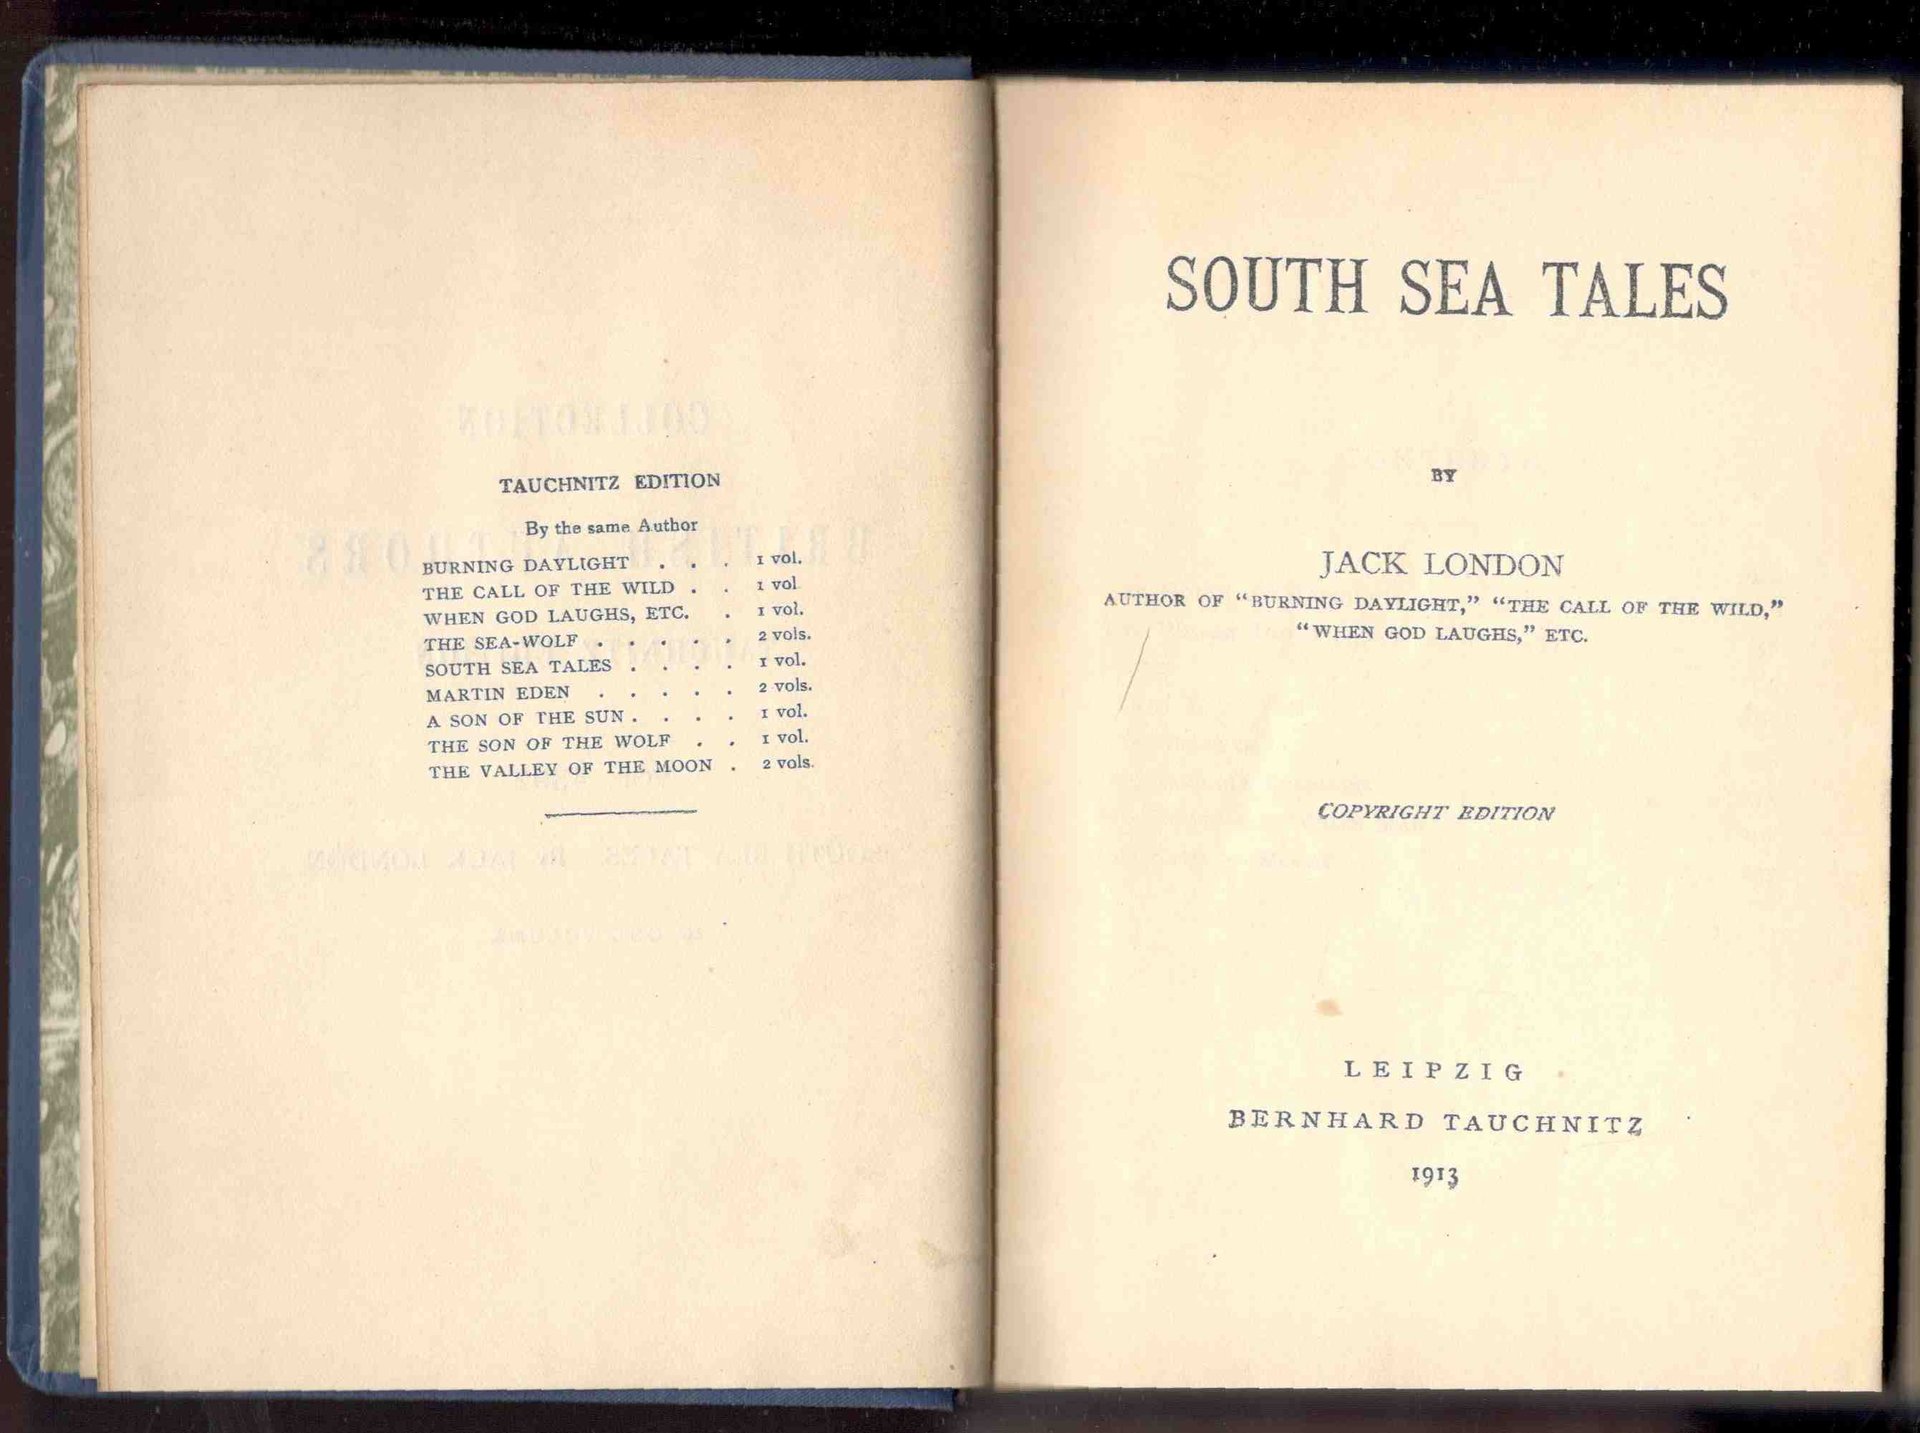 TAUCHNITZ EDITION
By the same Author
BURNING DAYLIGHT . . . 1 vol.
THE CALL OF THE WILD . . 1 vol
WHEN GOD LAUGHS, ETC. . 1 vol.
THE SEA-WOLF . . . . . 2 vols.
SOUTH SEA TALES . . . . 1 vol.
MARTIN EDEN . . . . . 2 vols.
A SON OF THE SUN . . . . 1 vol.
THE SON OF THE WOLF . . 1 vol.
THE VALLEY OF THE MOON . 2 vols.
SOUTH SEA TALES
BY
JACK LONDON
AUTHOR OF “BURNING DAYLIGHT,” “THE CALL OF THE WILD,”
“WHEN GOD LAUGHS,” ETC.
COPYRIGHT EDITION
LEIPZIG
BERNHARD TAUCHNITZ
1913